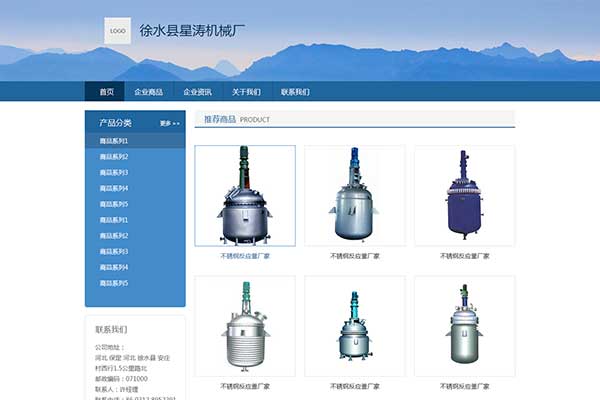 LOGO
徐水县星涛机械厂
首页 企业商品 企业资讯 关于我们 联系我们
产品分类 更多 >>
商品系列1
商品系列2
商品系列3
商品系列4
商品系列5
商品系列1
商品系列2
商品系列3
商品系列4
商品系列5
联系我们
公司地址：
河北 保定 河北 徐水县 安庄
村西行1.5公里路北
邮政编码：071000
联系人：许经理
推荐商品 PRODUCT
不锈钢反应釜厂家 不锈钢反应釜厂家 不锈钢反应釜厂家
不锈钢反应釜厂家 不锈钢反应釜厂家 不锈钢反应釜厂家